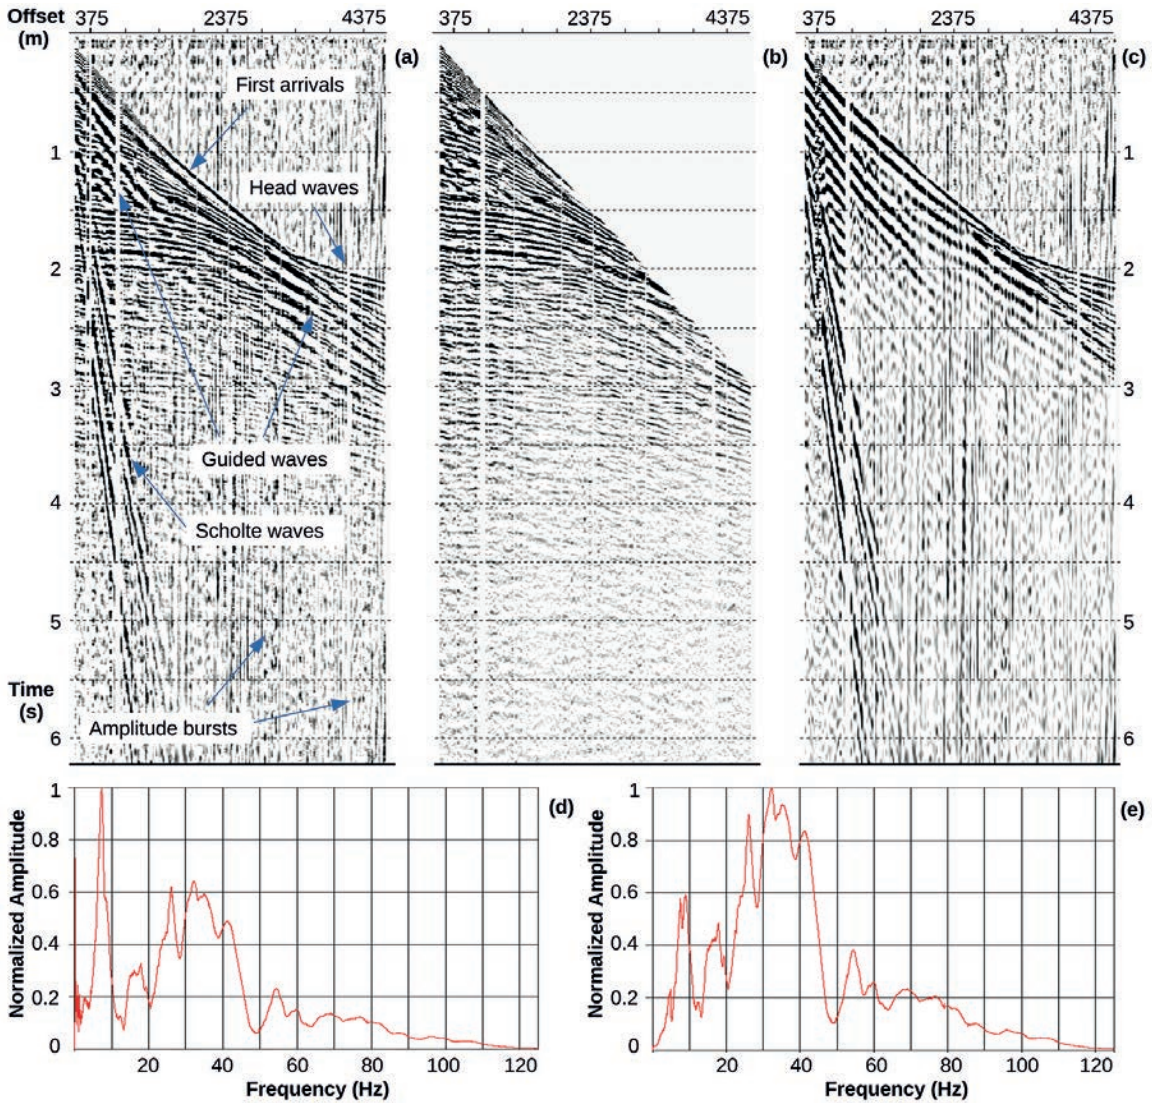 Offset (m)
375 2375 4375
375 2375 4375
375 2375 4375
(a)
(b)
(c)
First arrivals
Head waves
Guided waves
Scholte waves
Amplitude bursts
1
2
3
4
5
6
Time (s)
1
2
3
4
5
6
(d)
Normalized Amplitude
1
0.8
0.6
0.4
0.2
0
20 40 60 80 100 120
Frequency (Hz)
(e)
Normalized Amplitude
1
0.8
0.6
0.4
0.2
0
20 40 60 80 100 120
Frequency (Hz)